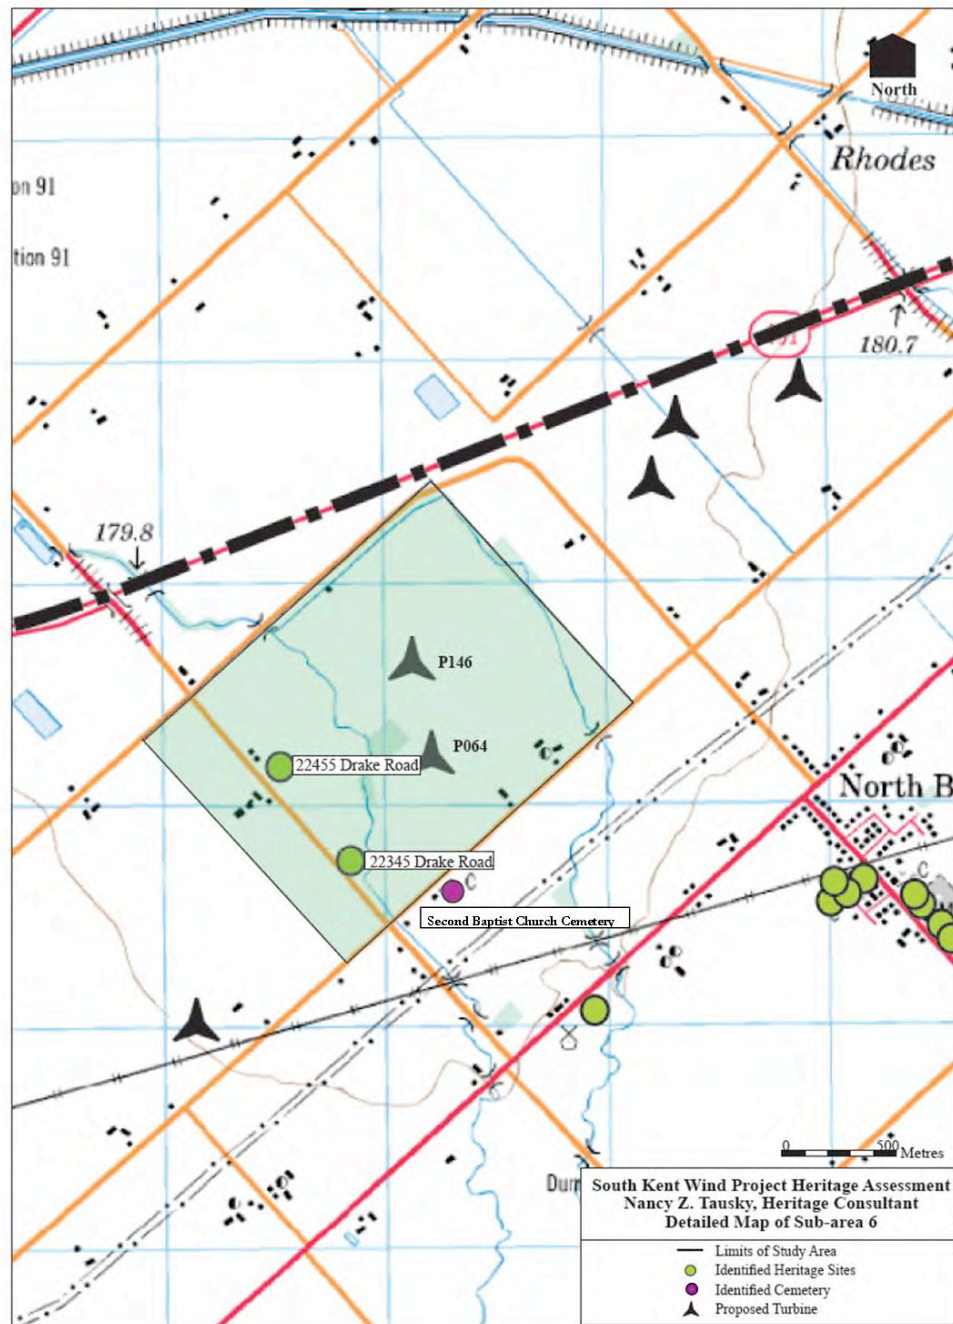 North
Rhodes
on 91
tion 91
180.7
179.8
P146
P064
22455 Drake Road
North B
22345 Drake Road
C
C
Second Baptist Church Cemetery
0 500 Metres
South Kent Wind Project Heritage Assessment
Nancy Z. Tausky, Heritage Consultant
Detailed Map of Sub-area 6
Limits of Study Area
Identified Heritage Sites
Identified Cemetery
Proposed Turbine